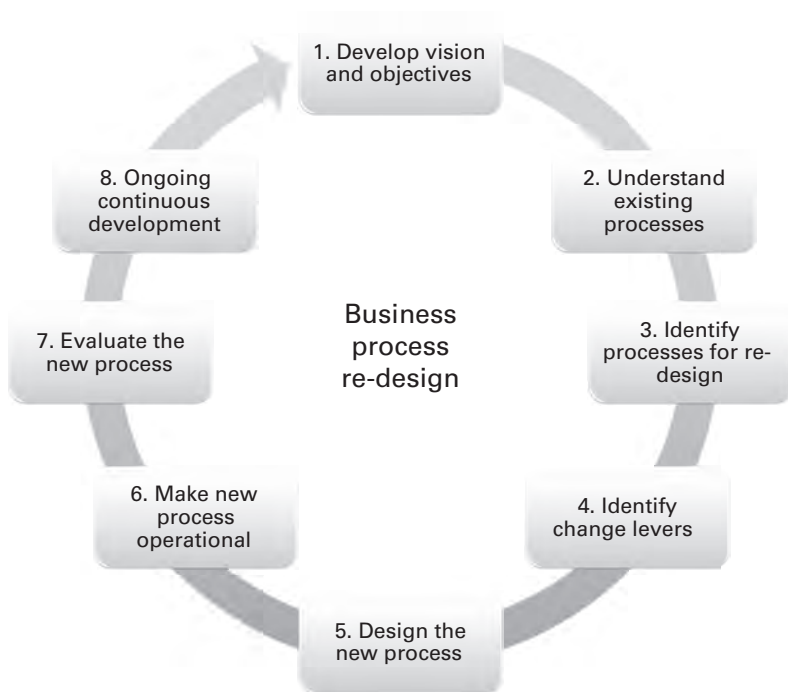 1. Develop vision
and objectives
2. Understand
existing
processes
3. Identify
processes for re-
design
4. Identify
change levers
5. Design the
new process
6. Make new
process
operational
7. Evaluate the
new process
8. Ongoing
continuous
development
Business
process
re-design